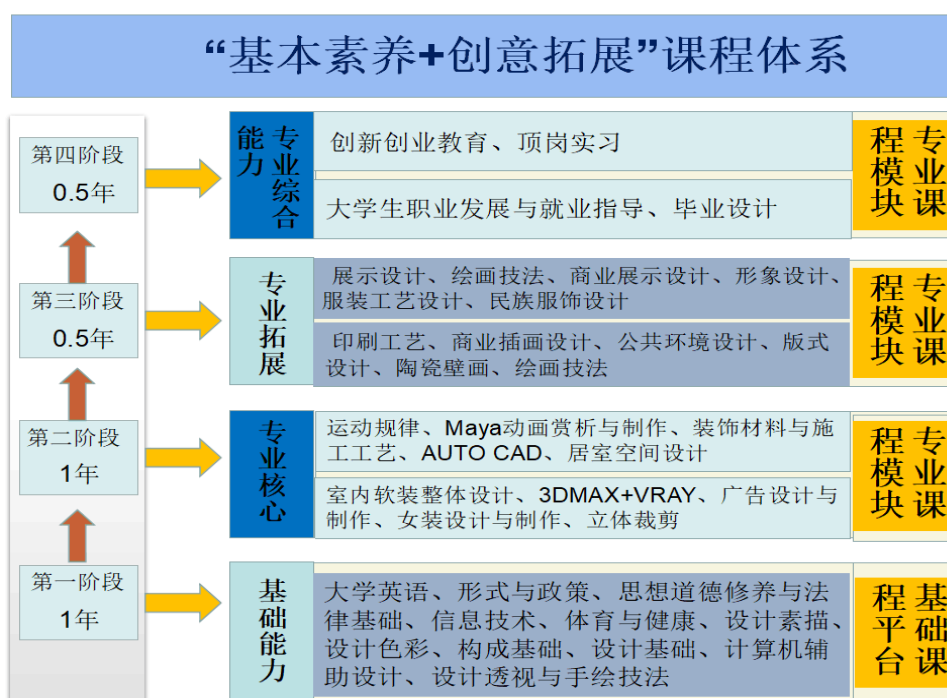 “基本素养+创意拓展”课程体系
第四阶段
0.5年
专业综合
能力
创新创业教育、顶岗实习
大学生职业发展与就业指导、毕业设计
专业课
程模块
第三阶段
0.5年
专业拓展
展示设计、绘画技法、商业展示设计、形象设计、
服装工艺设计、民族服饰设计
印刷工艺、商业插画设计、公共环境设计、版式
设计、陶瓷壁画、绘画技法
专业课
程模块
第二阶段
1年
专业核心
运动规律、Maya动画赏析与制作、装饰材料与施
工工艺、AUTO CAD、居室空间设计
室内软装整体设计、3DMAX+VRAY、广告设计与
制作、女装设计与制作、立体裁剪
专业课
程模块
第一阶段
1年
基础能力
大学英语、形式与政策、思想道德修养与法
律基础、信息技术、体育与健康、设计素描、
设计色彩、构成基础、设计基础、计算机辅
助设计、设计透视与手绘技法
基础课
程平台